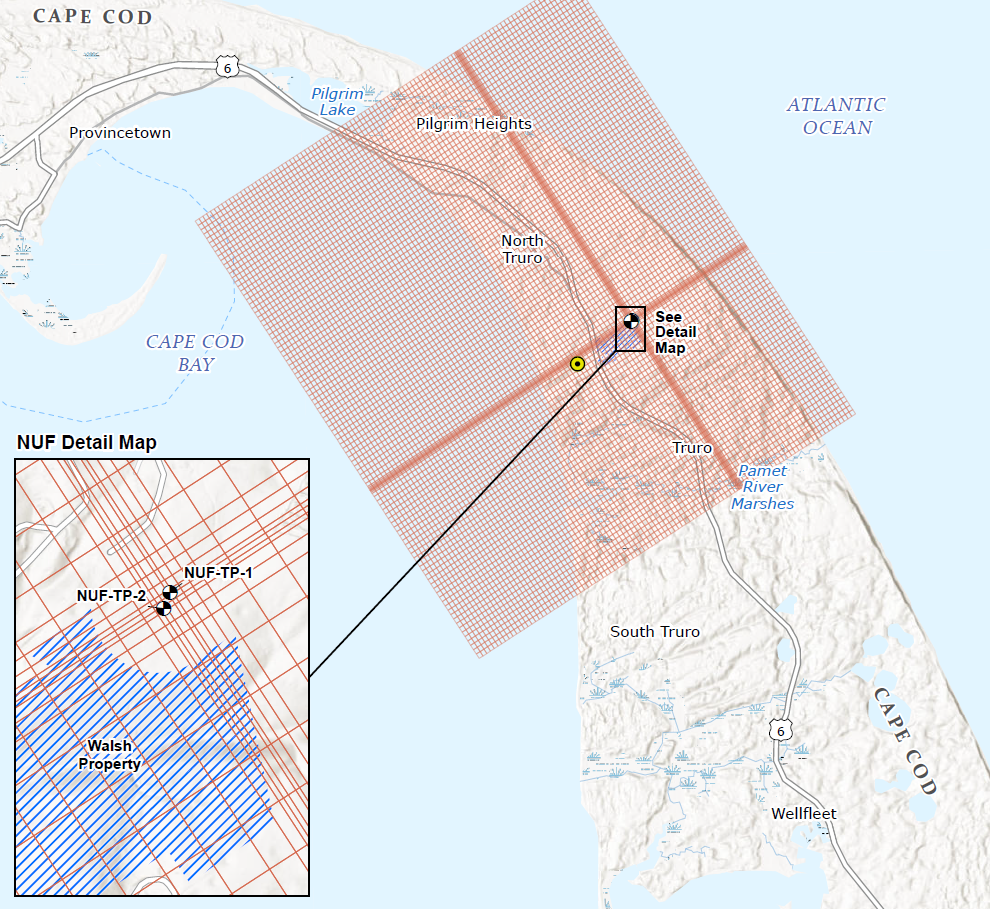 CAPE COD
6
Pilgrim
Lake
ATLANTIC
OCEAN
Pilgrim Heights
Provincetown
North
Truro
See
Detail
Map
CAPE COD
BAY
NUF Detail Map
Truro
Pamet
River
Marshes
NUF-TP-1
NUF-TP-2
South Truro
Walsh
Property
CAPE COD
6
Wellfleet